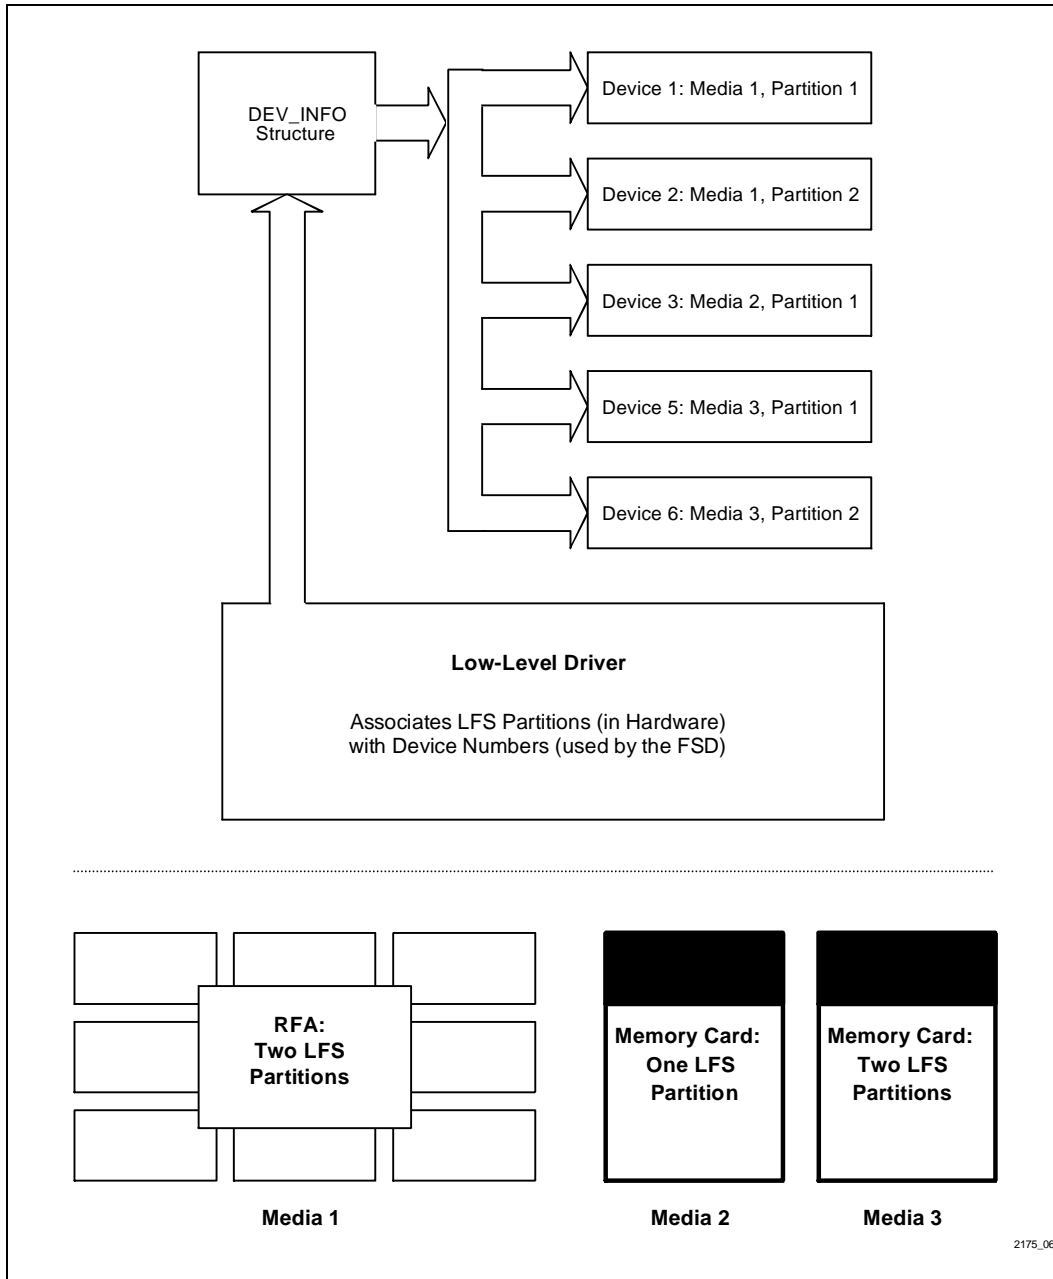 DEV_INFO
Structure
Device 1: Media 1, Partition 1
Device 2: Media 1, Partition 2
Device 3: Media 2, Partition 1
Device 5: Media 3, Partition 1
Device 6: Media 3, Partition 2
Low-Level Driver
Associates LFS Partitions (in Hardware)
with Device Numbers (used by the FSD)
RFA:
Two LFS
Partitions
Memory Card:
One LFS
Partition
Memory Card:
Two LFS
Partitions
Media 1
Media 2
Media 3
2175_06